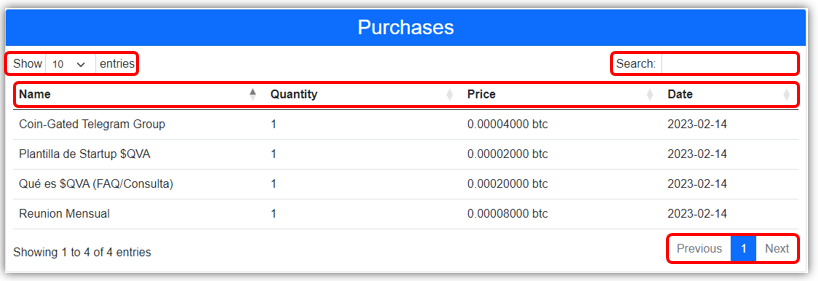 Purchases
Show 10 entries Search:
Name Quantity Price Date
Coin-Gated Telegram Group 1 0.00004000 btc 2023-02-14
Plantilla de Startup $QVA 1 0.00002000 btc 2023-02-14
Qué es $QVA (FAQ/Consulta) 1 0.00020000 btc 2023-02-14
Reunion Mensual 1 0.00008000 btc 2023-02-14
Showing 1 to 4 of 4 entries Previous 1 Next